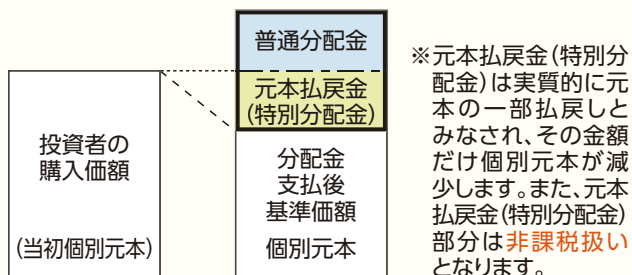 普通分配金
元本払戻金
(特別分配金)
投資者の
購入価額
(当初個別元本)
分配金
支払後
基準価額
個別元本
※元本払戻金(特別分
配金)は実質的に元
本の一部払戻しと
みなされ、その金額
だけ個別元本が減
少します。また、元本
払戻金(特別分配金)
部分は非課税扱い
となります。